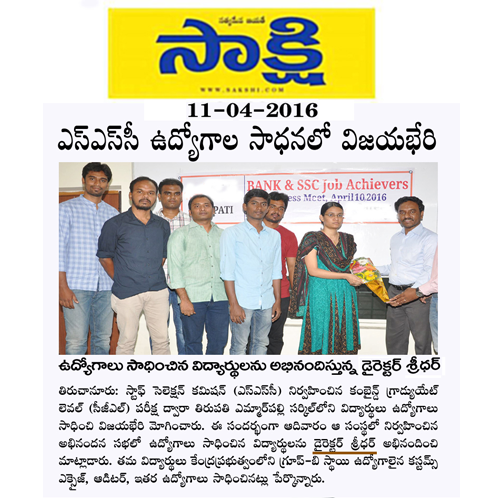 సత్యమేవ జయతే
సాక్షి
WWW.SAKSHI.COM
11-04-2016
ఎస్ఎస్‌సీ ఉద్యోగాల సాధనలో విజయభేరి
BANK & SSC job Achievers
PATI
ess Meet, April 10,2016
ఉద్యోగాలు సాధించిన విద్యార్థులను అభినందిస్తున్న డైరెక్టర్ శ్రీధర్
తిరుచానూరు: స్టాఫ్ సెలెక్షన్ కమిషన్ (ఎస్ఎస్‌సీ) నిర్వహించిన కంబైన్డ్ గ్రాడ్యుయేట్
లెవల్ (సీజీఎల్) పరీక్ష ద్వారా తిరుపతి ఎమ్మార్‌పల్లి సర్కిల్‌లోని విద్యార్థులు ఉద్యోగాలు
సాధించి విజయభేరి మోగించారు. ఈ సందర్భంగా ఆదివారం ఆ సంస్థలో నిర్వహించిన
అభినందన సభలో ఉద్యోగాలు సాధించిన విద్యార్థులను డైరెక్టర్ శ్రీధర్ అభినందించి
మాట్లాడారు. తమ విద్యార్థులు కేంద్రప్రభుత్వంలోని గ్రూప్-బి స్థాయి ఉద్యోగాలైన కస్టమ్స్
ఎక్సైజ్, ఆడిటర్, ఇతర ఉద్యోగాలు సాధించినట్లు పేర్కొన్నారు.